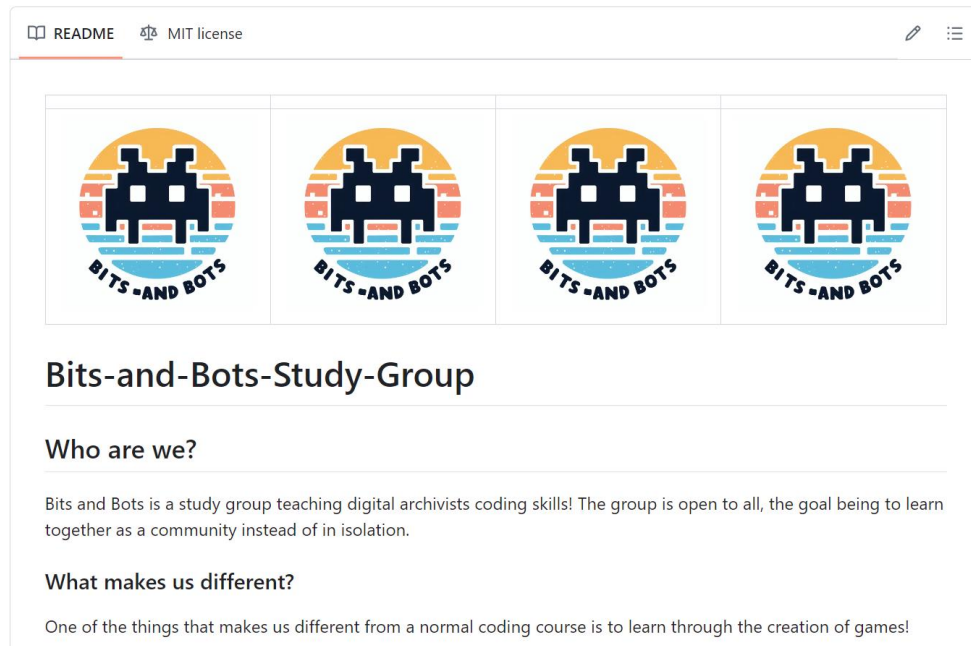 README MIT license
BITS -AND BOTS BITS -AND BOTS BITS -AND BOTS BITS -AND BOTS
Bits-and-Bots-Study-Group
Who are we?
Bits and Bots is a study group teaching digital archivists coding skills! The group is open to all, the goal being to learn
together as a community instead of in isolation.
What makes us different?
One of the things that makes us different from a normal coding course is to learn through the creation of games!